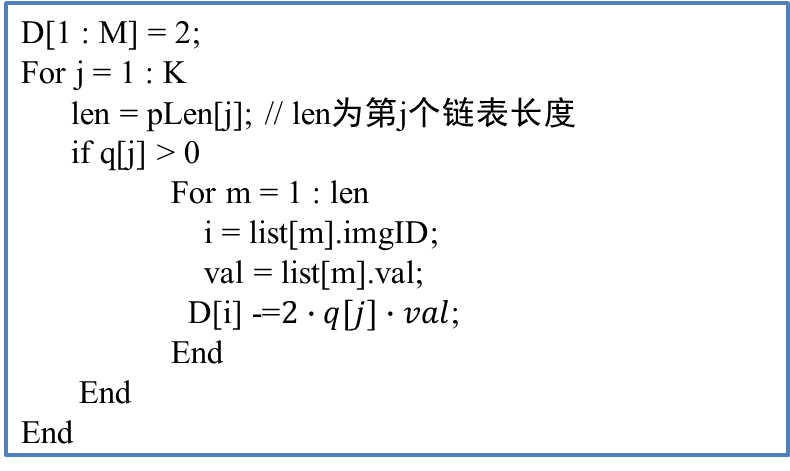 D[1 : M] = 2;
For j = 1 : K
len = pLen[j]; // len为第j个链表长度
if q[j] > 0
For m = 1 : len
i = list[m].imgID;
val = list[m].val;
D[i] -=2 · q[j] · val;
End
End
End